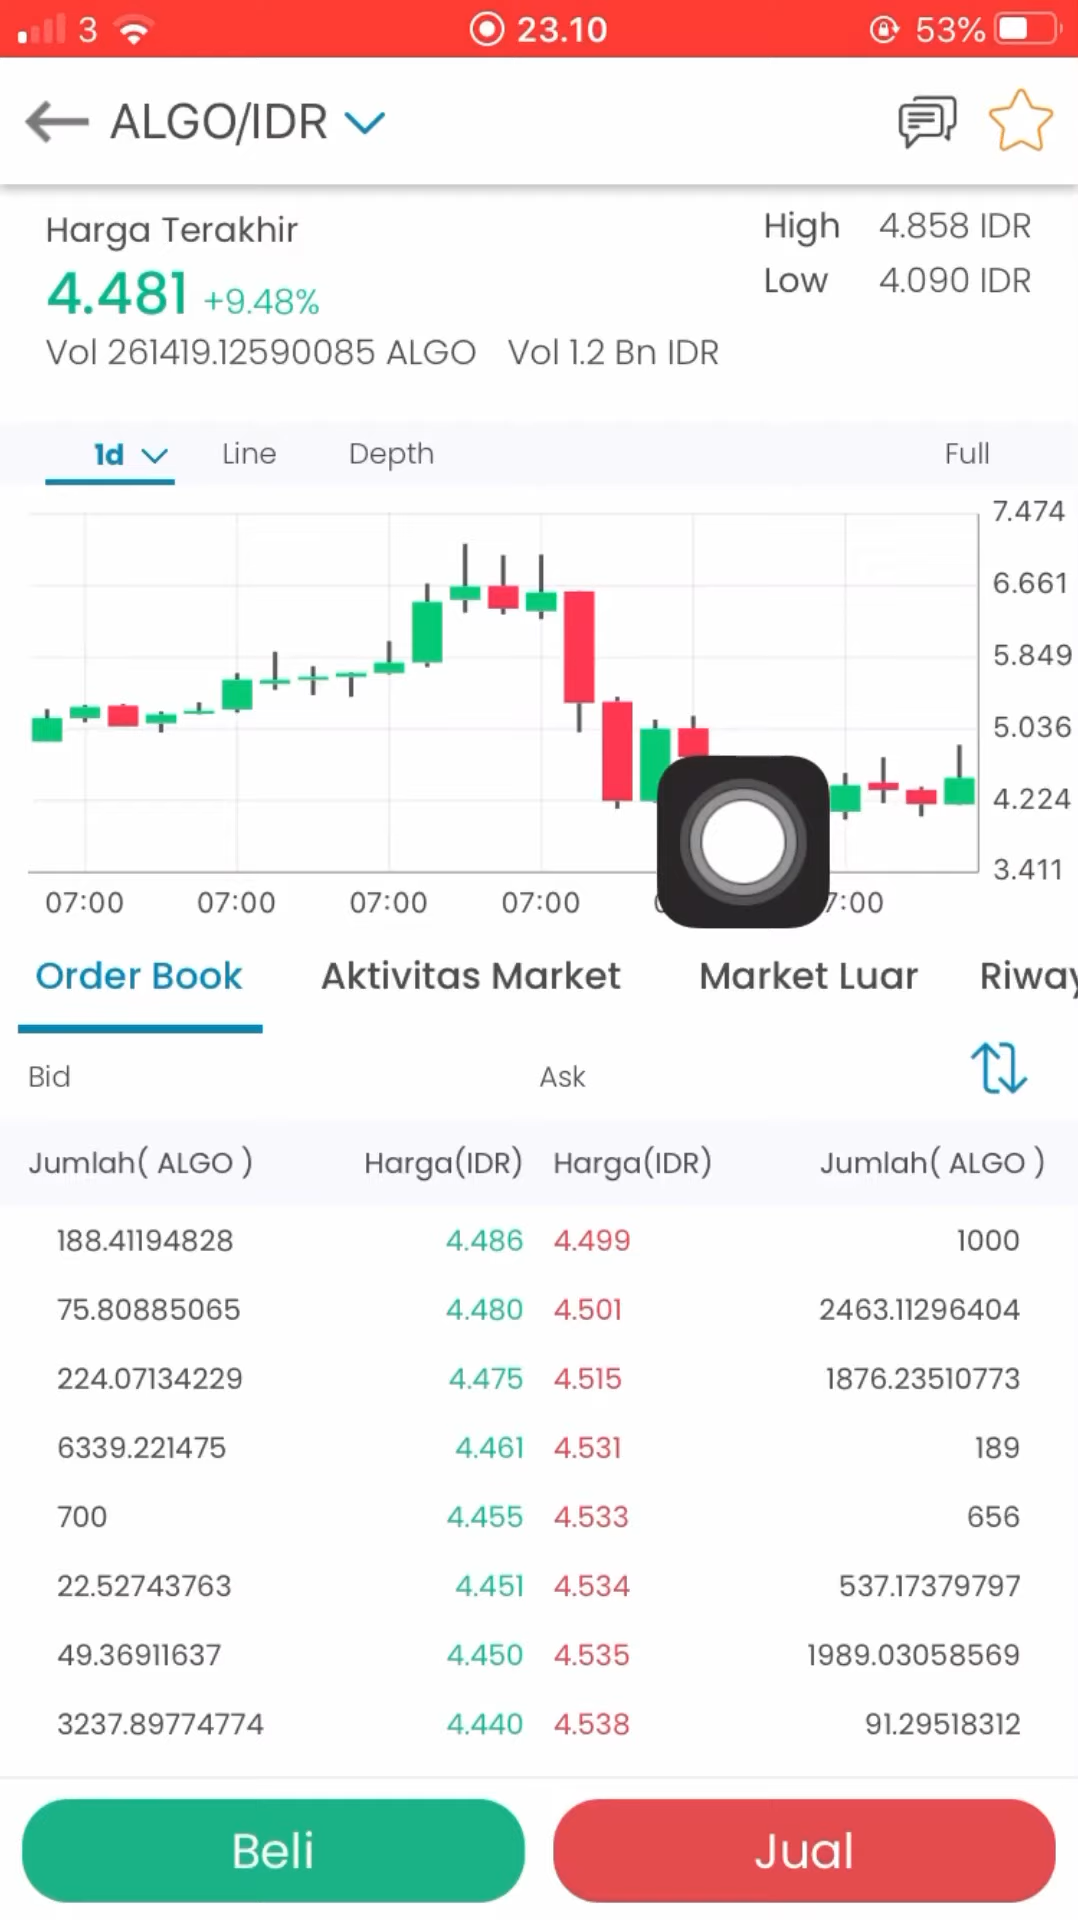 3 23.10 53%
ALGO/IDR
Harga Terakhir High 4.858 IDR
4.481 +9.48% Low 4.090 IDR
Vol 261419.12590085 ALGO Vol 1.2 Bn IDR
1d Line Depth Full
7.474
6.661
5.849
5.036
4.224
3.411
07:00 07:00 07:00 07:00 7:00
Order Book Aktivitas Market Market Luar Riway
Bid Ask
Jumlah( ALGO ) Harga(IDR) Harga(IDR) Jumlah( ALGO )
188.41194828 4.486 4.499 1000
75.80885065 4.480 4.501 2463.11296404
224.07134229 4.475 4.515 1876.23510773
6339.221475 4.461 4.531 189
700 4.455 4.533 656
22.52743763 4.451 4.534 537.17379797
49.36911637 4.450 4.535 1989.03058569
3237.89774774 4.440 4.538 91.29518312
Beli Jual